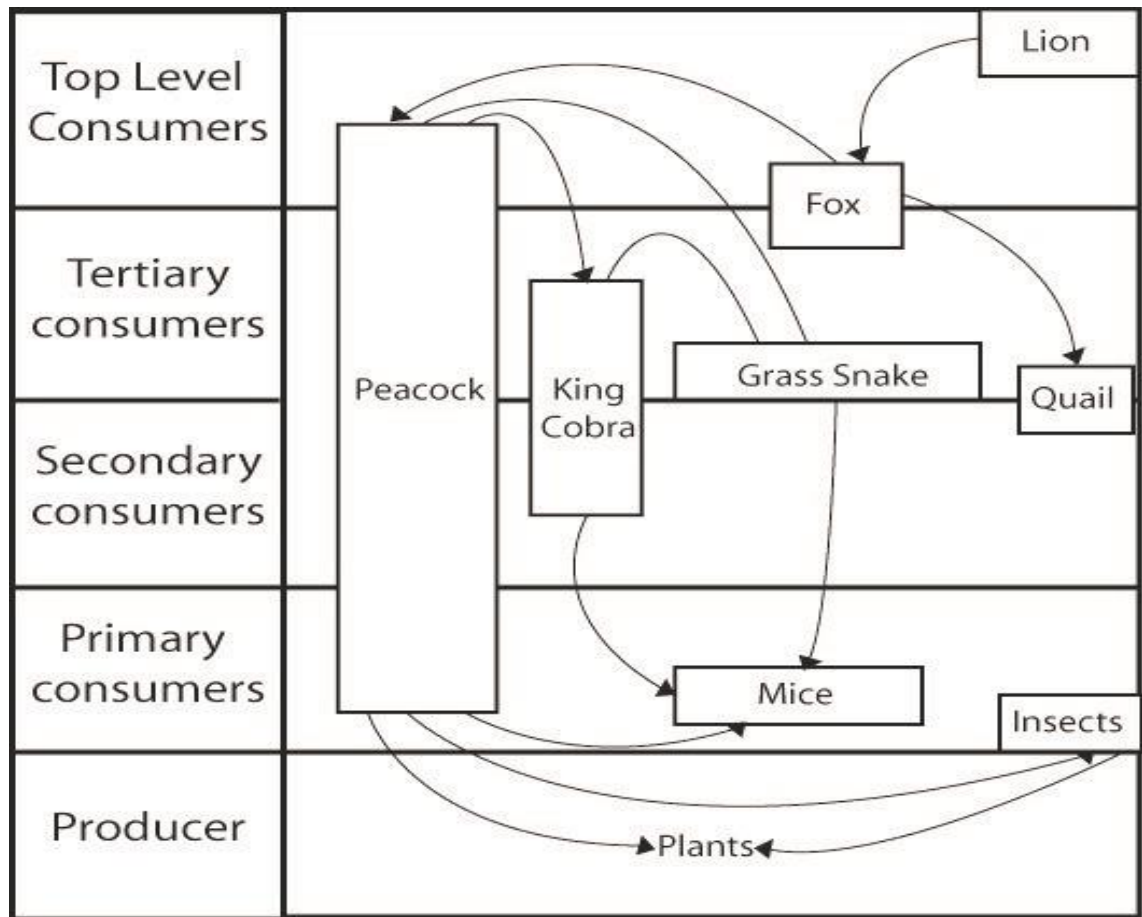 Top Level
Consumers
Lion
Fox
Tertiary
consumers
Peacock
King
Cobra
Grass Snake
Quail
Secondary
consumers
Primary
consumers
Mice
Insects
Producer
Plants